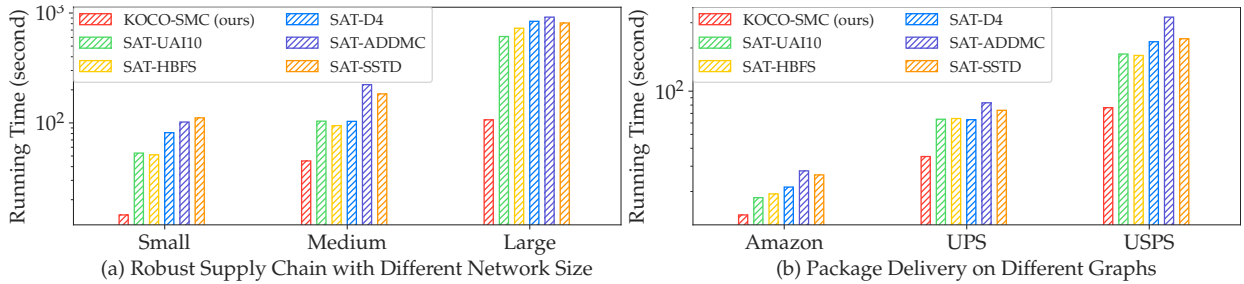 Running Time (second)
10³
10²
KOCO-SMC (ours)
SAT-UAI10
SAT-HBFS
SAT-D4
SAT-ADDMC
SAT-SSTD
Small
Medium
Large
(a) Robust Supply Chain with Different Network Size
Running Time (second)
10²
KOCO-SMC (ours)
SAT-UAI10
SAT-HBFS
SAT-D4
SAT-ADDMC
SAT-SSTD
Amazon
UPS
USPS
(b) Package Delivery on Different Graphs